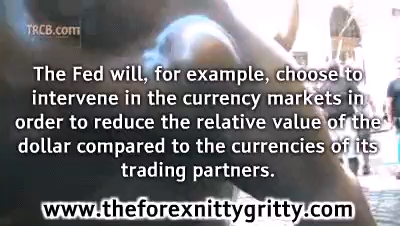 TRCB.com
The Fed will, for example, choose to
intervene in the currency markets in
order to reduce the relative value of the
dollar compared to the currencies of its
trading partners.
www.theforexnittygritty.com